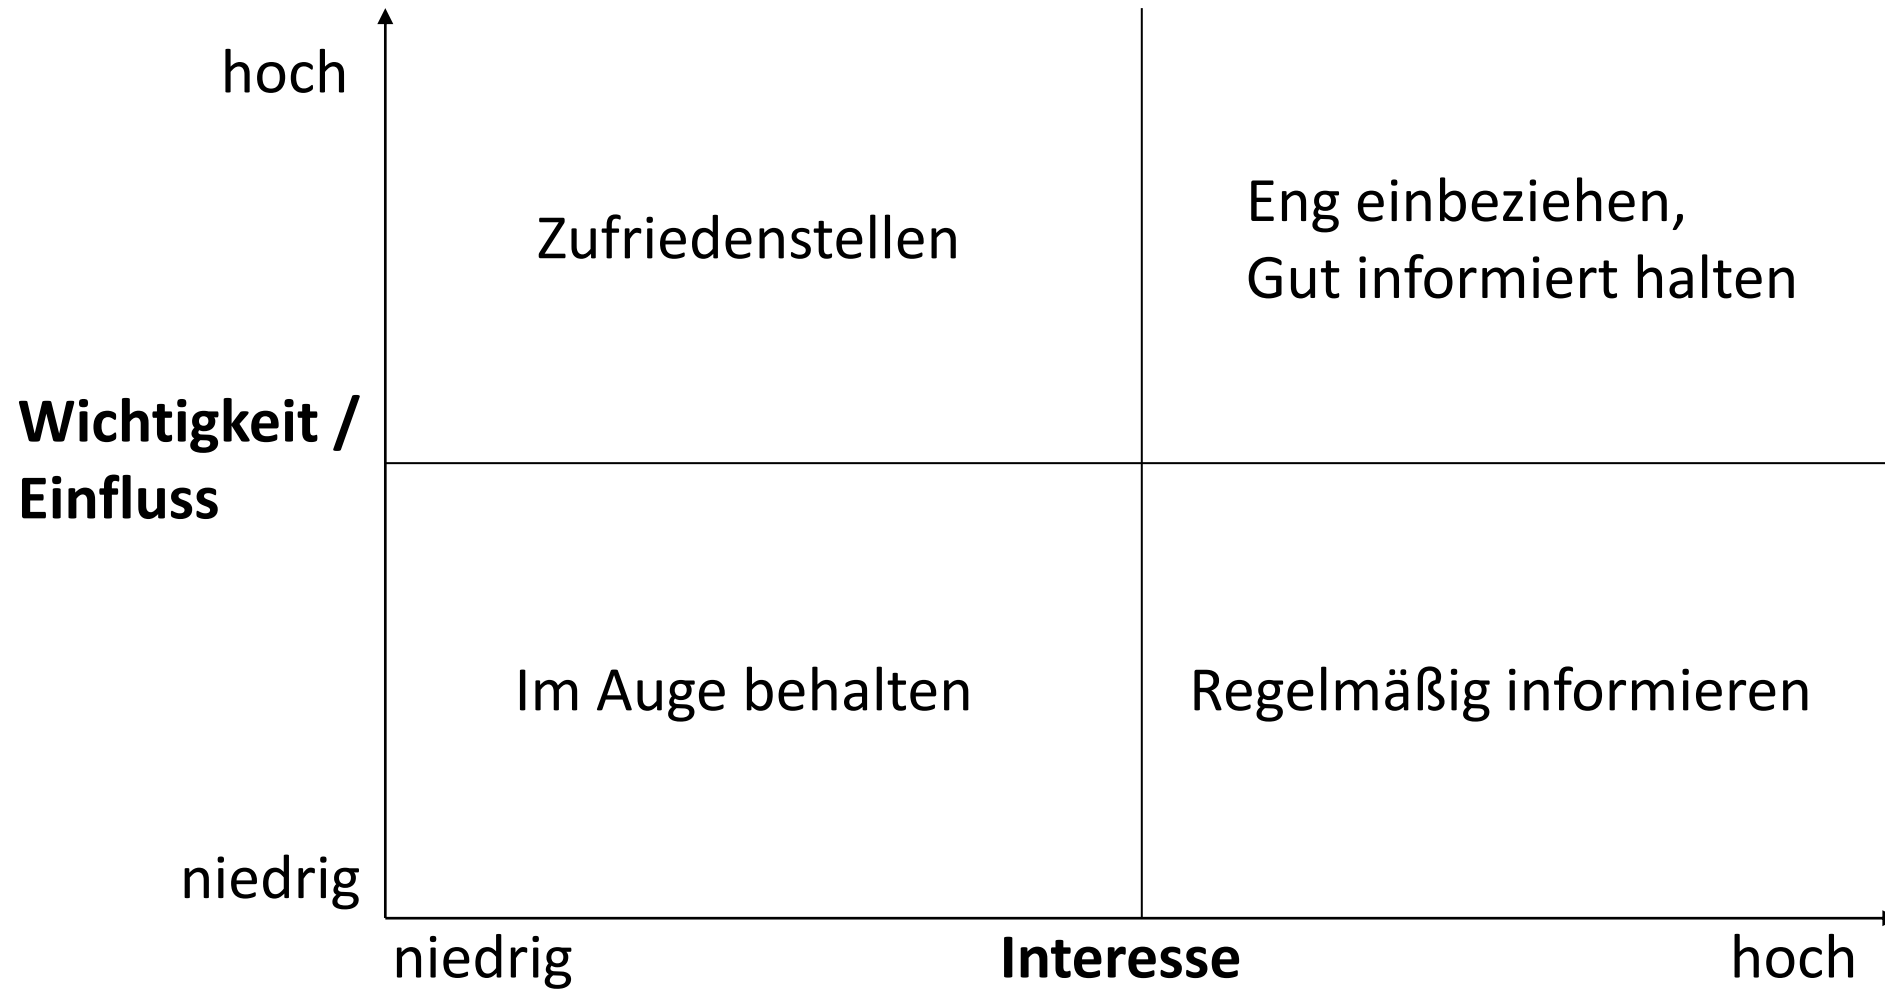 hoch
Zufriedenstellen
Eng einbeziehen,
Gut informiert halten
Wichtigkeit /
Einfluss
Im Auge behalten
Regelmäßig informieren
niedrig
niedrig
Interesse
hoch